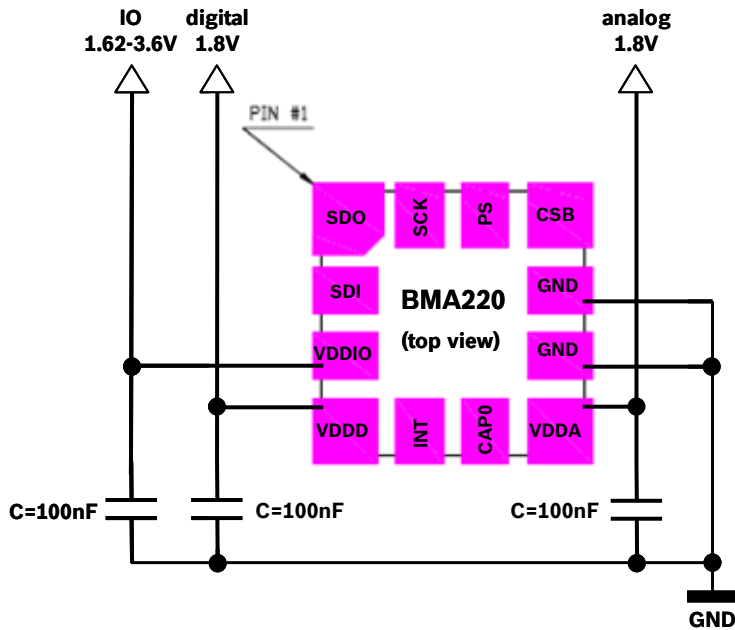 IO
1.62-3.6V
digital
1.8V
analog
1.8V
PIN #1
SDO
SCK
PS
CSB
SDI
BMA220
(top view)
GND
VDDIO
GND
VDDD
INT
CAP0
VDDA
C=100nF
C=100nF
C=100nF
GND